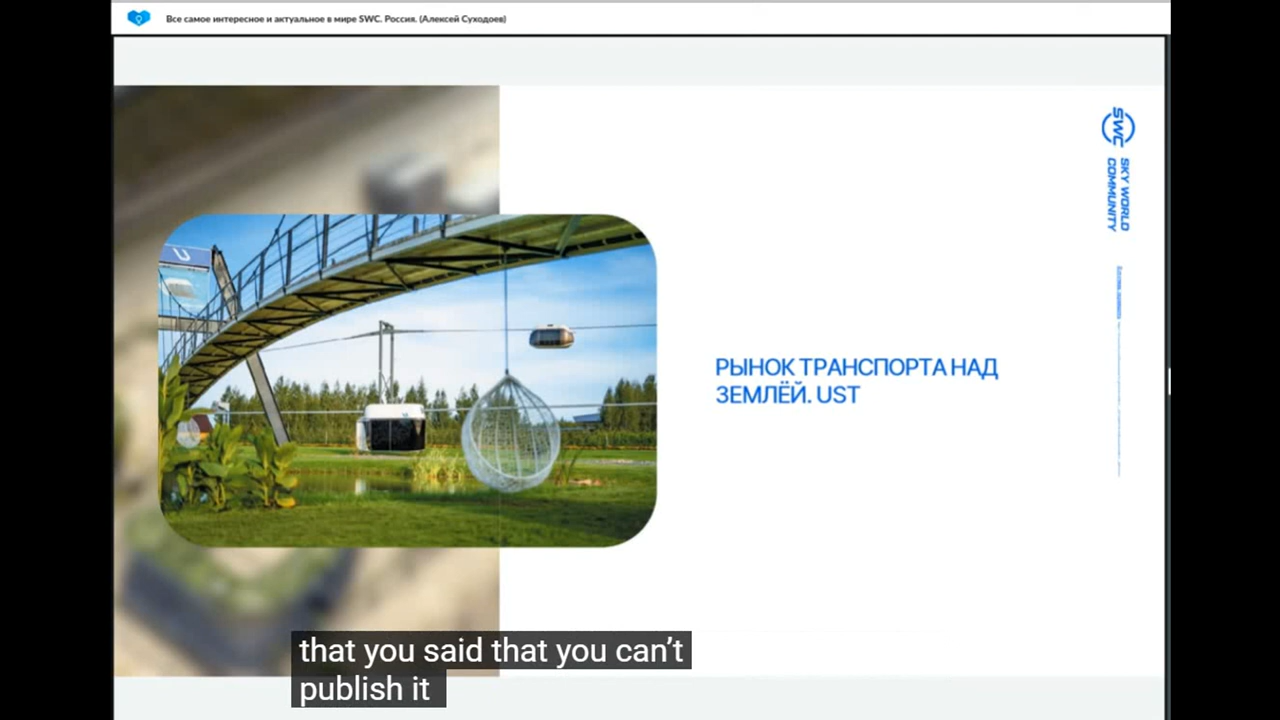 Все самое интересное и актуальное в мире SWC. Россия. (Алексей Суходоев)
U
SWC
SKY WORLD
COMMUNITY
РЫНОК ТРАНСПОРТА НАД
ЗЕМЛЁЙ. UST
that you said that you can’t
publish it